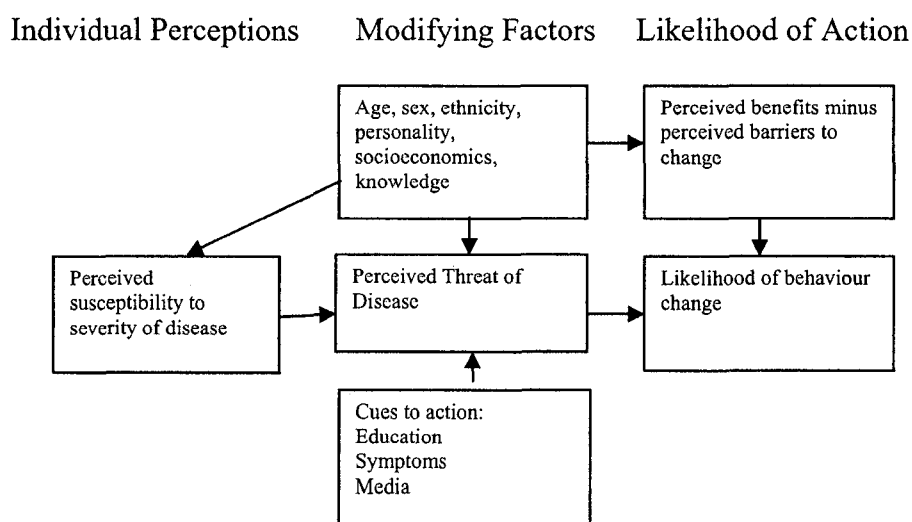 Individual Perceptions
Modifying Factors
Likelihood of Action
Age, sex, ethnicity,
personality,
socioeconomics,
knowledge
Perceived benefits minus
perceived barriers to
change
Perceived
susceptibility to
severity of disease
Perceived Threat of
Disease
Likelihood of behaviour
change
Cues to action:
Education
Symptoms
Media